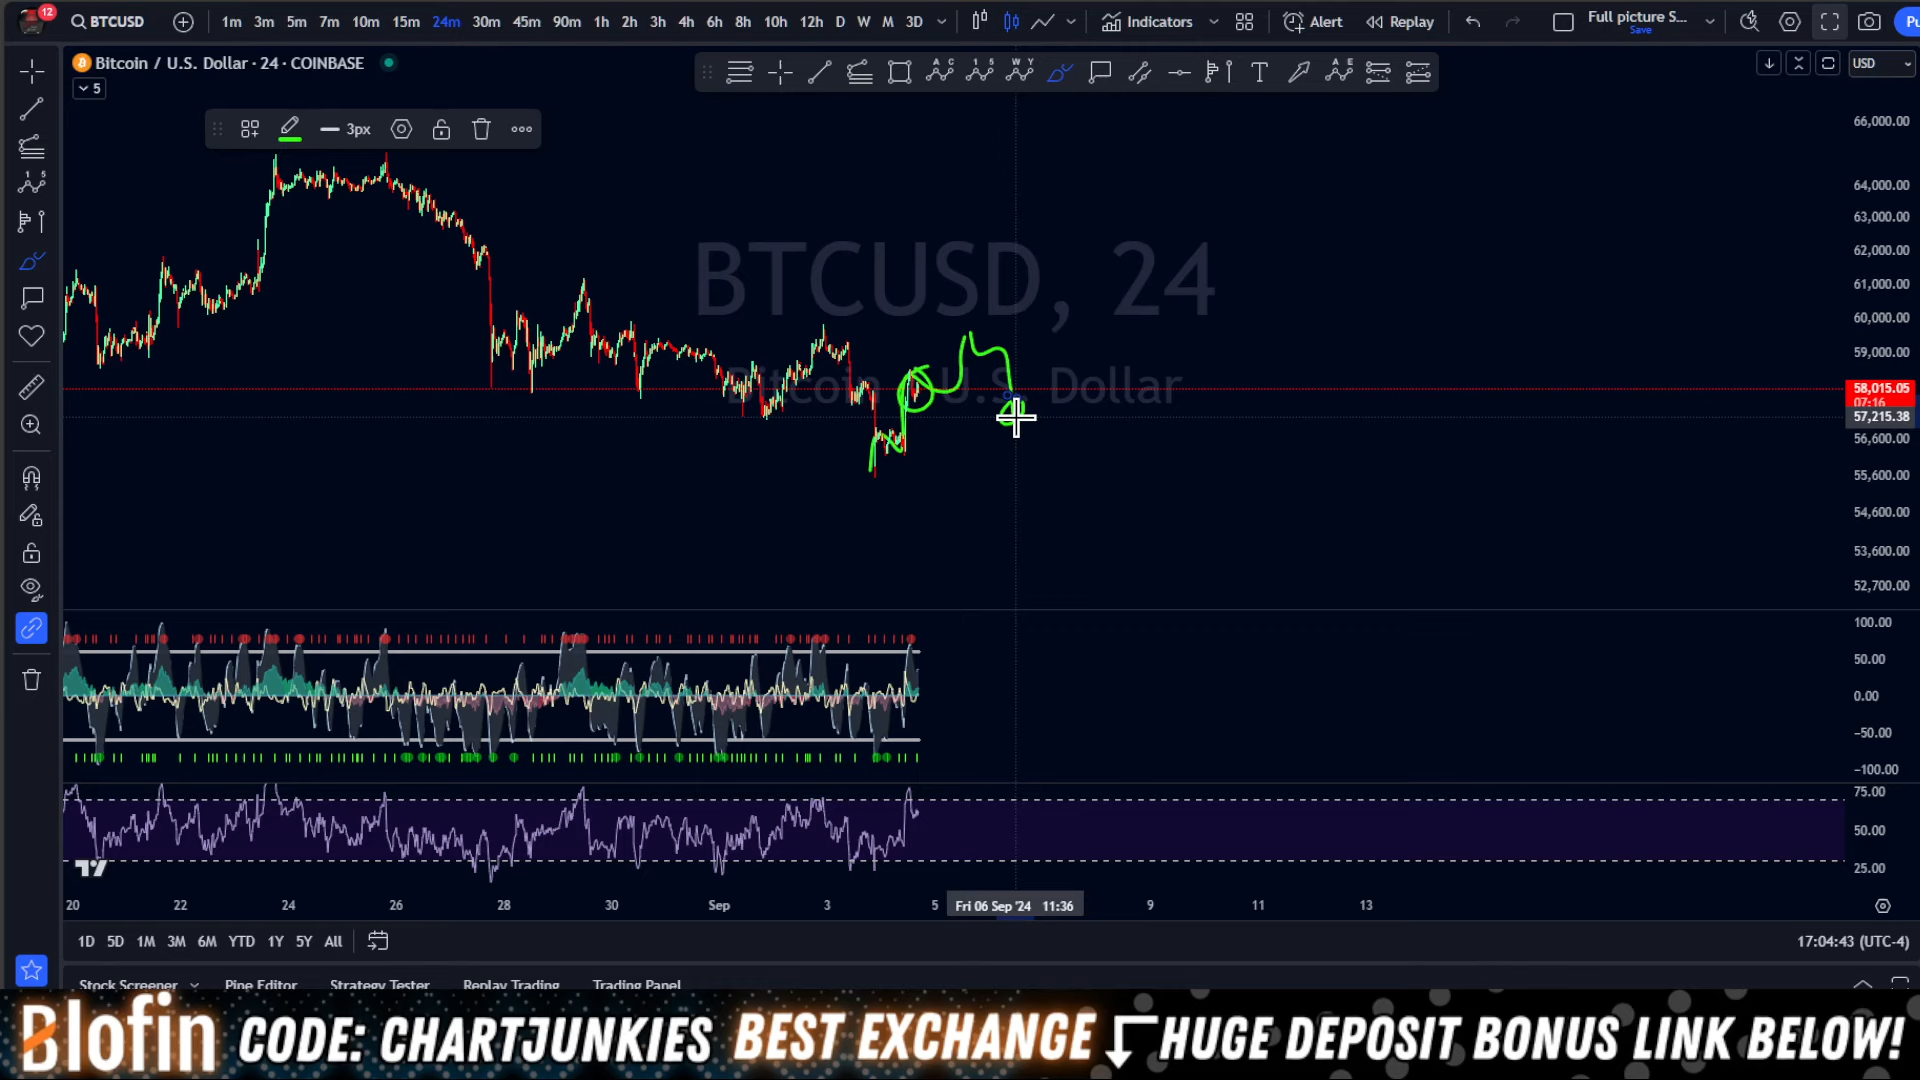 12
BTCUSD
1m 3m 5m 7m 10m 15m 24m 30m 45m 90m 1h 2h 3h 4h 6h 8h 10h 12h D W M 3D
Indicators
Alert
Replay
Full picture S...
Save
Pu
Bitcoin / U.S. Dollar · 24 · COINBASE
5
A C
1 5
W Y
T
A E
USD
3px
BTCUSD, 24
Bitcoin / U.S. Dollar
66,000.00
64,000.00
63,000.00
62,000.00
61,000.00
60,000.00
59,000.00
58,015.05
07:16
57,215.38
56,600.00
55,600.00
54,600.00
53,600.00
52,700.00
100.00
50.00
0.00
−50.00
−100.00
75.00
50.00
25.00
20 22 24 26 28 30 Sep 3 5 Fri 06 Sep '24 11:36 9 11 13
1D 5D 1M 3M 6M YTD 1Y 5Y All
17:04:43 (UTC-4)
Stock Screener Pine Editor Strategy Tester Replay Trading Trading Panel
Blofin CODE: CHARTJUNKIES BEST EXCHANGE HUGE DEPOSIT BONUS LINK BELOW!